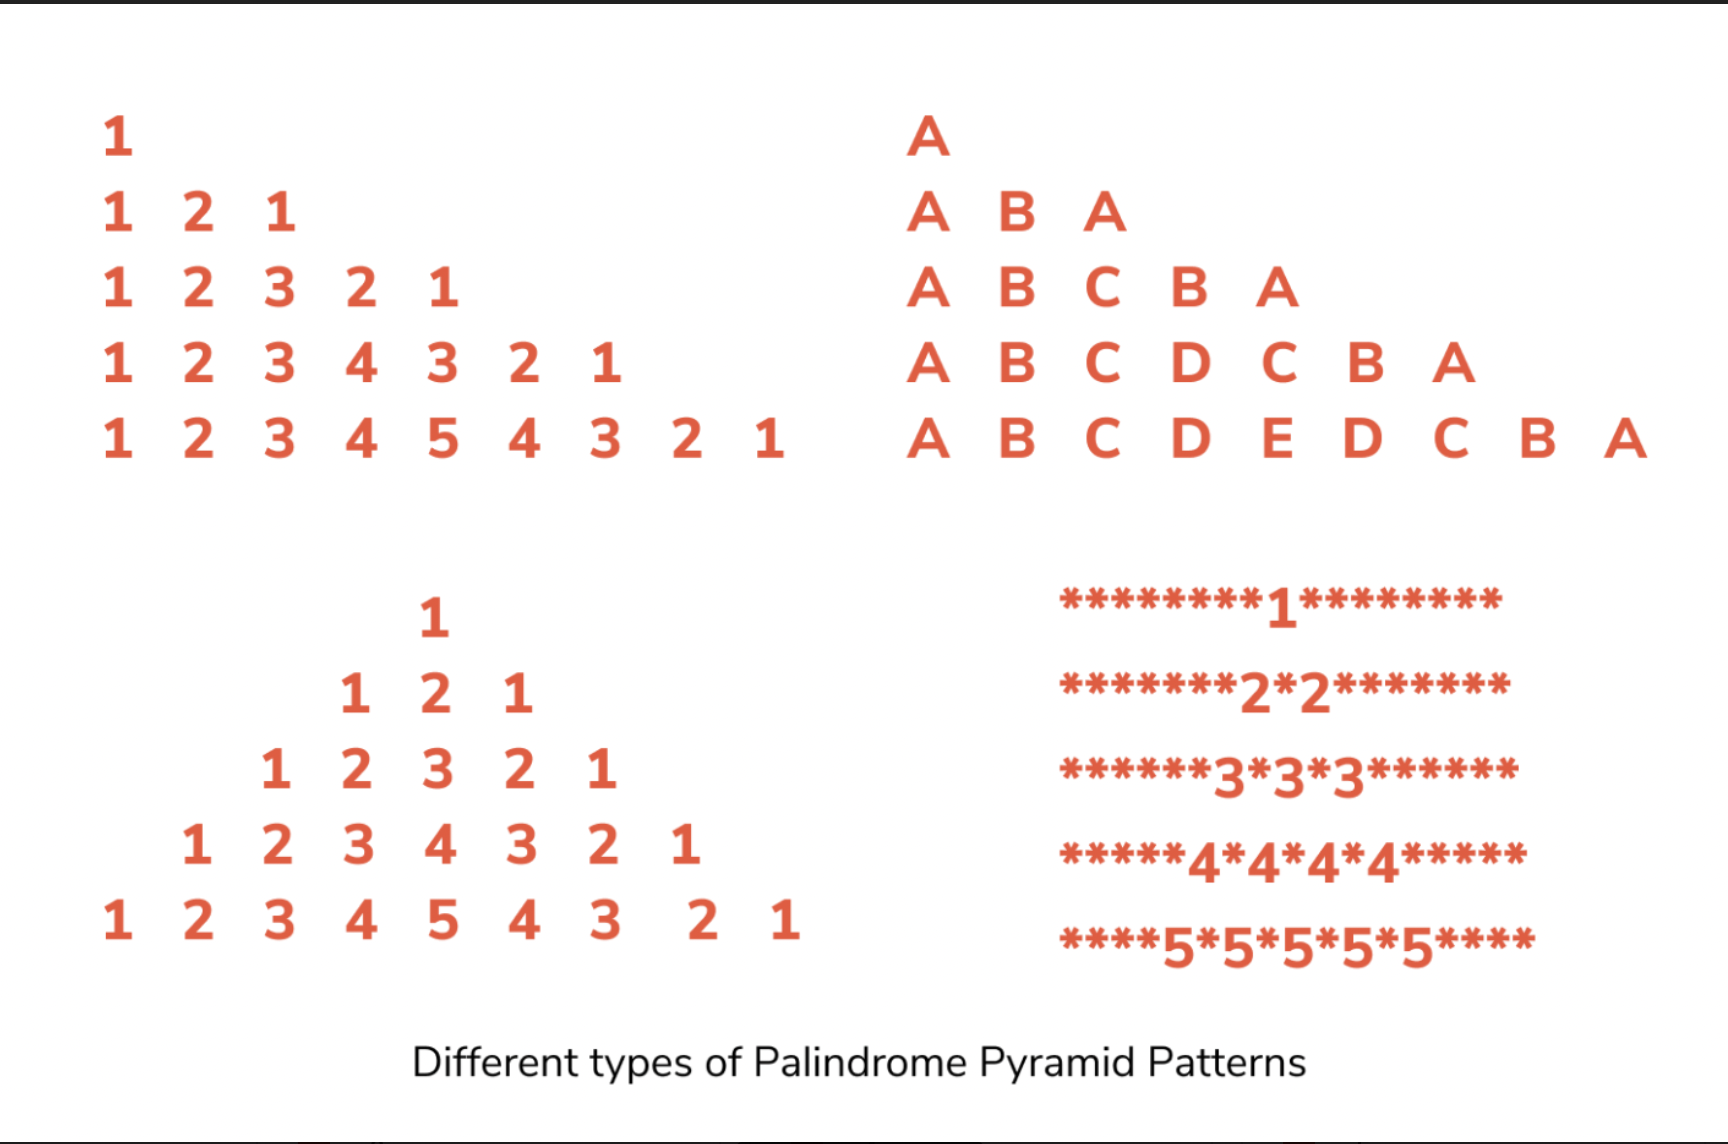 1
1 2 1
1 2 3 2 1
1 2 3 4 3 2 1
1 2 3 4 5 4 3 2 1
A
A B A
A B C B A
A B C D C B A
A B C D E D C B A
1
1 2 1
1 2 3 2 1
1 2 3 4 3 2 1
1 2 3 4 5 4 3 2 1
********1********
*******2*2*******
******3*3*3******
*****4*4*4*4*****
****5*5*5*5*5****
Different types of Palindrome Pyramid Patterns